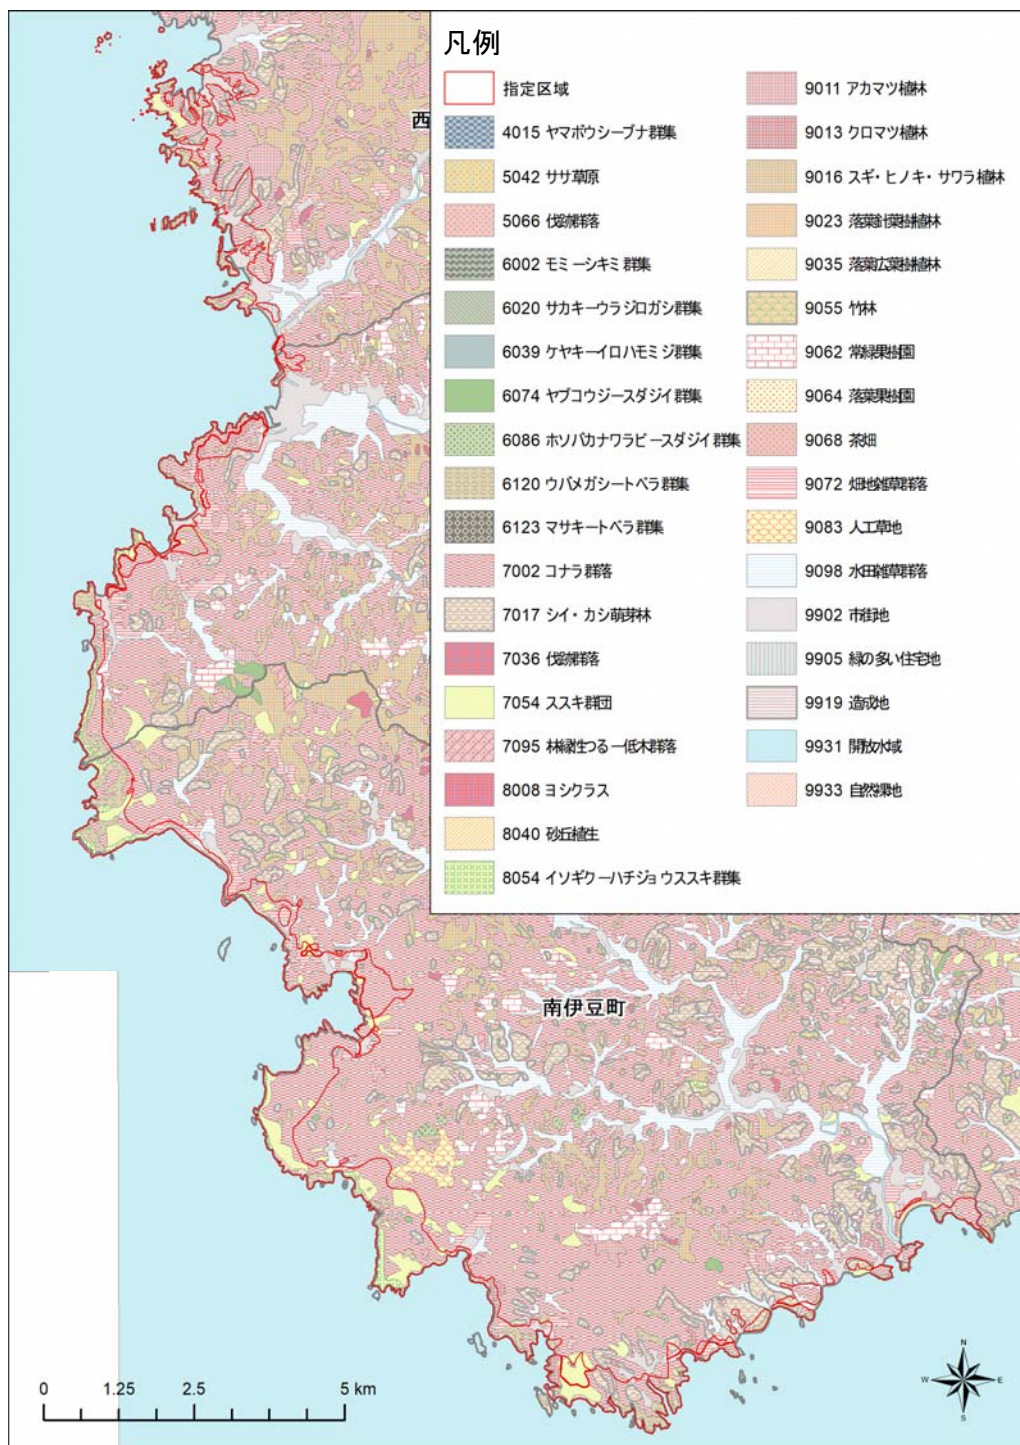 凡例
指定区域
4015 ヤマボウシーブナ群集
5042 ササ草原
5066 伐跡群落
6002 モミーシキミ群集
6020 サカキーウラジロガシ群集
6039 ケヤキーイロハモミジ群集
6074 ヤブコウジースダジイ群集
6086 ホソバカナワラビースダジイ群集
6120 ウバメガシートベラ群集
6123 マサキートベラ群集
7002 コナラ群落
7017 シイ・カシ萌芽林
7036 伐跡群落
7054 ススキ群団
7095 林縁性つる一低木群落
8008 ヨシクラス
8040 砂丘植生
8054 イソギクーハチジョウススキ群集
9011 アカマツ植林
9013 クロマツ植林
9016 スギ・ヒノキ・サワラ植林
9023 落葉針葉樹植林
9035 落葉広葉樹植林
9055 竹林
9062 常緑果樹園
9064 落葉果樹園
9068 茶畑
9072 畑地雑草群落
9083 人工草地
9098 水田雑草群落
9902 市街地
9905 緑の多い住宅地
9919 造成地
9931 開放水域
9933 自然裸地
西
南伊豆町
0 1.25 2.5 5 km
N
W E
S